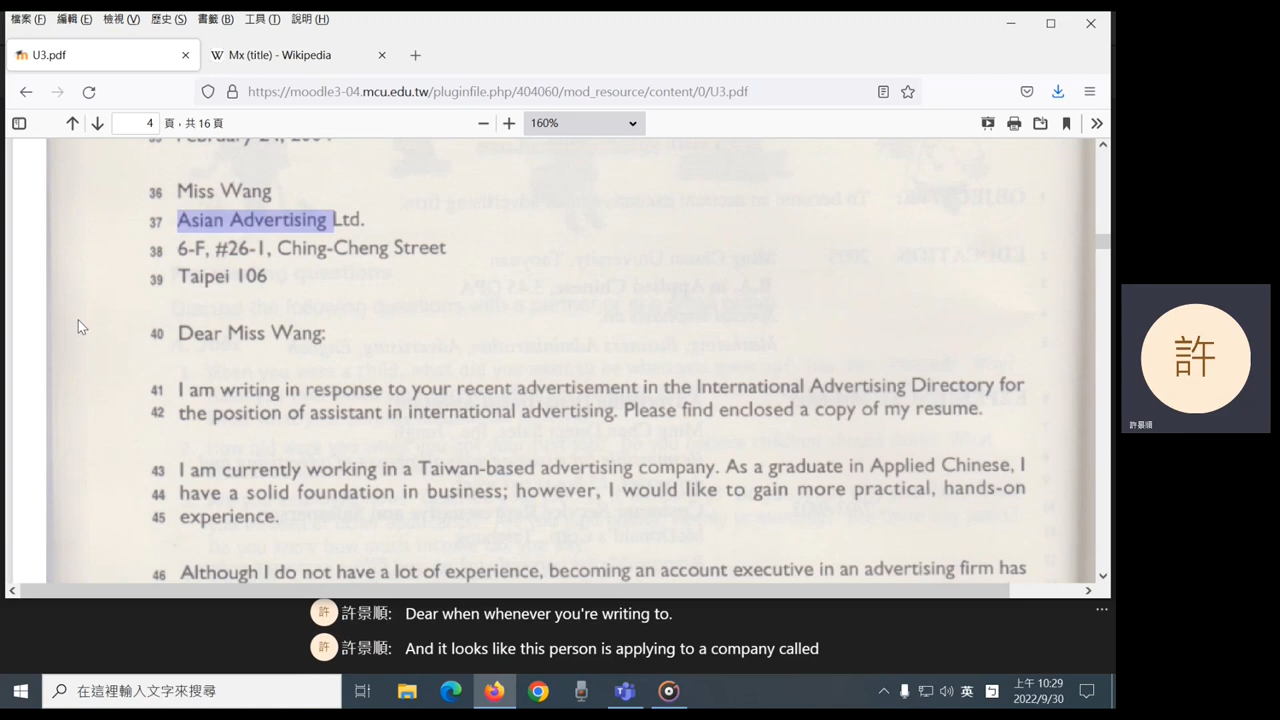 檔案(F) 編輯(E) 檢視(V) 歷史(S) 書籤(B) 工具(T) 說明(H)
U3.pdf
W Mx (title) - Wikipedia
https://moodle3-04.mcu.edu.tw/pluginfile.php/404060/mod_resource/content/0/U3.pdf
4 頁，共 16 頁
160%
36 Miss Wang
37 Asian Advertising Ltd.
38 6-F, #26-1, Ching-Cheng Street
39 Taipei 106
40 Dear Miss Wang:
41 I am writing in response to your recent advertisement in the International Advertising Directory for
42 the position of assistant in international advertising. Please find enclosed a copy of my resume.
43 I am currently working in a Taiwan-based advertising company. As a graduate in Applied Chinese, I
44 have a solid foundation in business; however, I would like to gain more practical, hands-on
45 experience.
46 Although I do not have a lot of experience, becoming an account executive in an advertising firm has
許
許景順
許 許景順: Dear when whenever you're writing to.
許 許景順: And it looks like this person is applying to a company called
在這裡輸入文字來搜尋
英
上午 10:29
2022/9/30